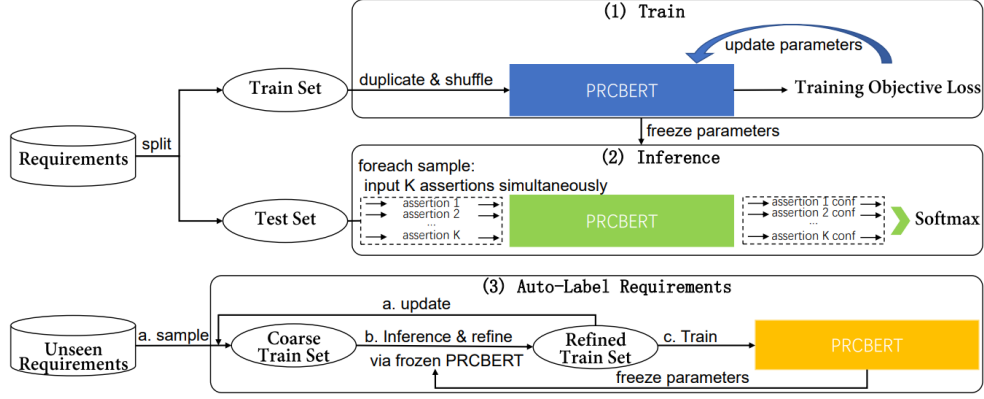 (1) Train
update parameters
Train Set
duplicate & shuffle
PRCBERT
Training Objective Loss
Requirements
split
freeze parameters
(2) Inference
foreach sample:
input K assertions simultaneously
Test Set
assertion 1
assertion 2
...
assertion K
PRCBERT
assertion 1 conf
assertion 2 conf
...
assertion K conf
Softmax
(3) Auto-Label Requirements
a. update
Unseen
Requirements
a. sample
Coarse
Train Set
b. Inference & refine
via frozen PRCBERT
Refined
Train Set
c. Train
PRCBERT
freeze parameters